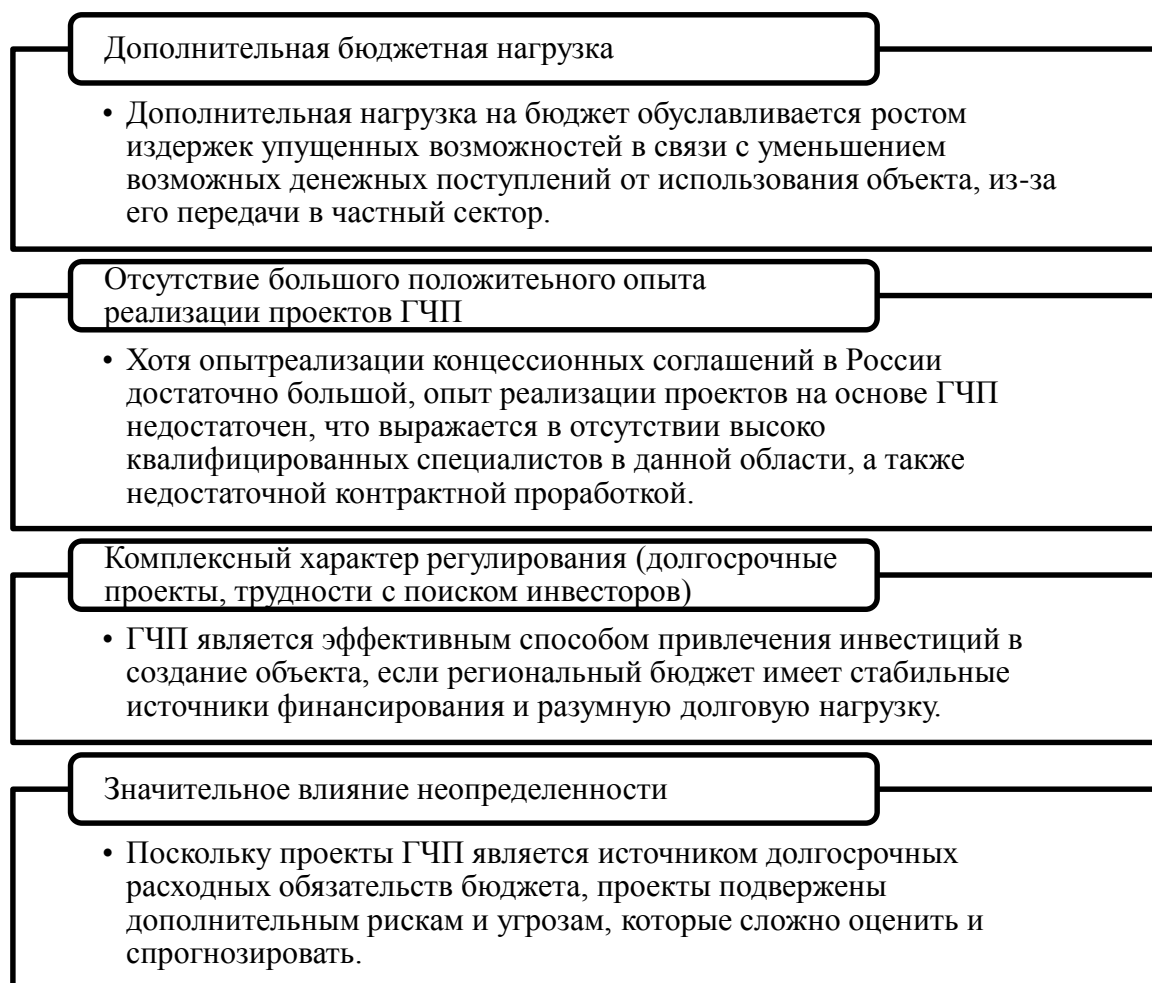 Дополнительная бюджетная нагрузка
• Дополнительная нагрузка на бюджет обуславливается ростом
издержек упущенных возможностей в связи с уменьшением
возможных денежных поступлений от использования объекта, из-за
его передачи в частный сектор.
Отсутствие большого положитеьного опыта
реализации проектов ГЧП
• Хотя опытреализации концессионных соглашений в России
достаточно большой, опыт реализации проектов на основе ГЧП
недостаточен, что выражается в отсутствии высоко
квалифицированных специалистов в данной области, а также
недостаточной контрактной проработкой.
Комплексный характер регулирования (долгосрочные
проекты, трудности с поиском инвесторов)
• ГЧП является эффективным способом привлечения инвестиций в
создание объекта, если региональный бюджет имеет стабильные
источники финансирования и разумную долговую нагрузку.
Значительное влияние неопределенности
• Поскольку проекты ГЧП является источником долгосрочных
расходных обязательств бюджета, проекты подвержены
дополнительным рискам и угрозам, которые сложно оценить и
спрогнозировать.